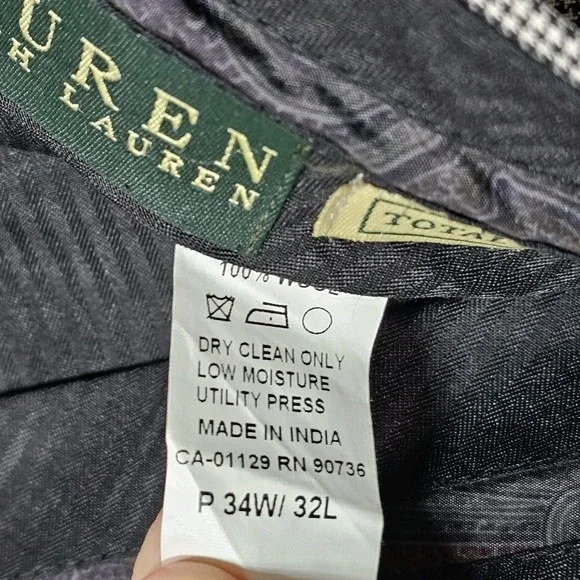 UREN
H LAUREN
TOTAL
100% WOOL
DRY CLEAN ONLY
LOW MOISTURE
UTILITY PRESS
MADE IN INDIA
CA-01129 RN 90736
P 34W/ 32L